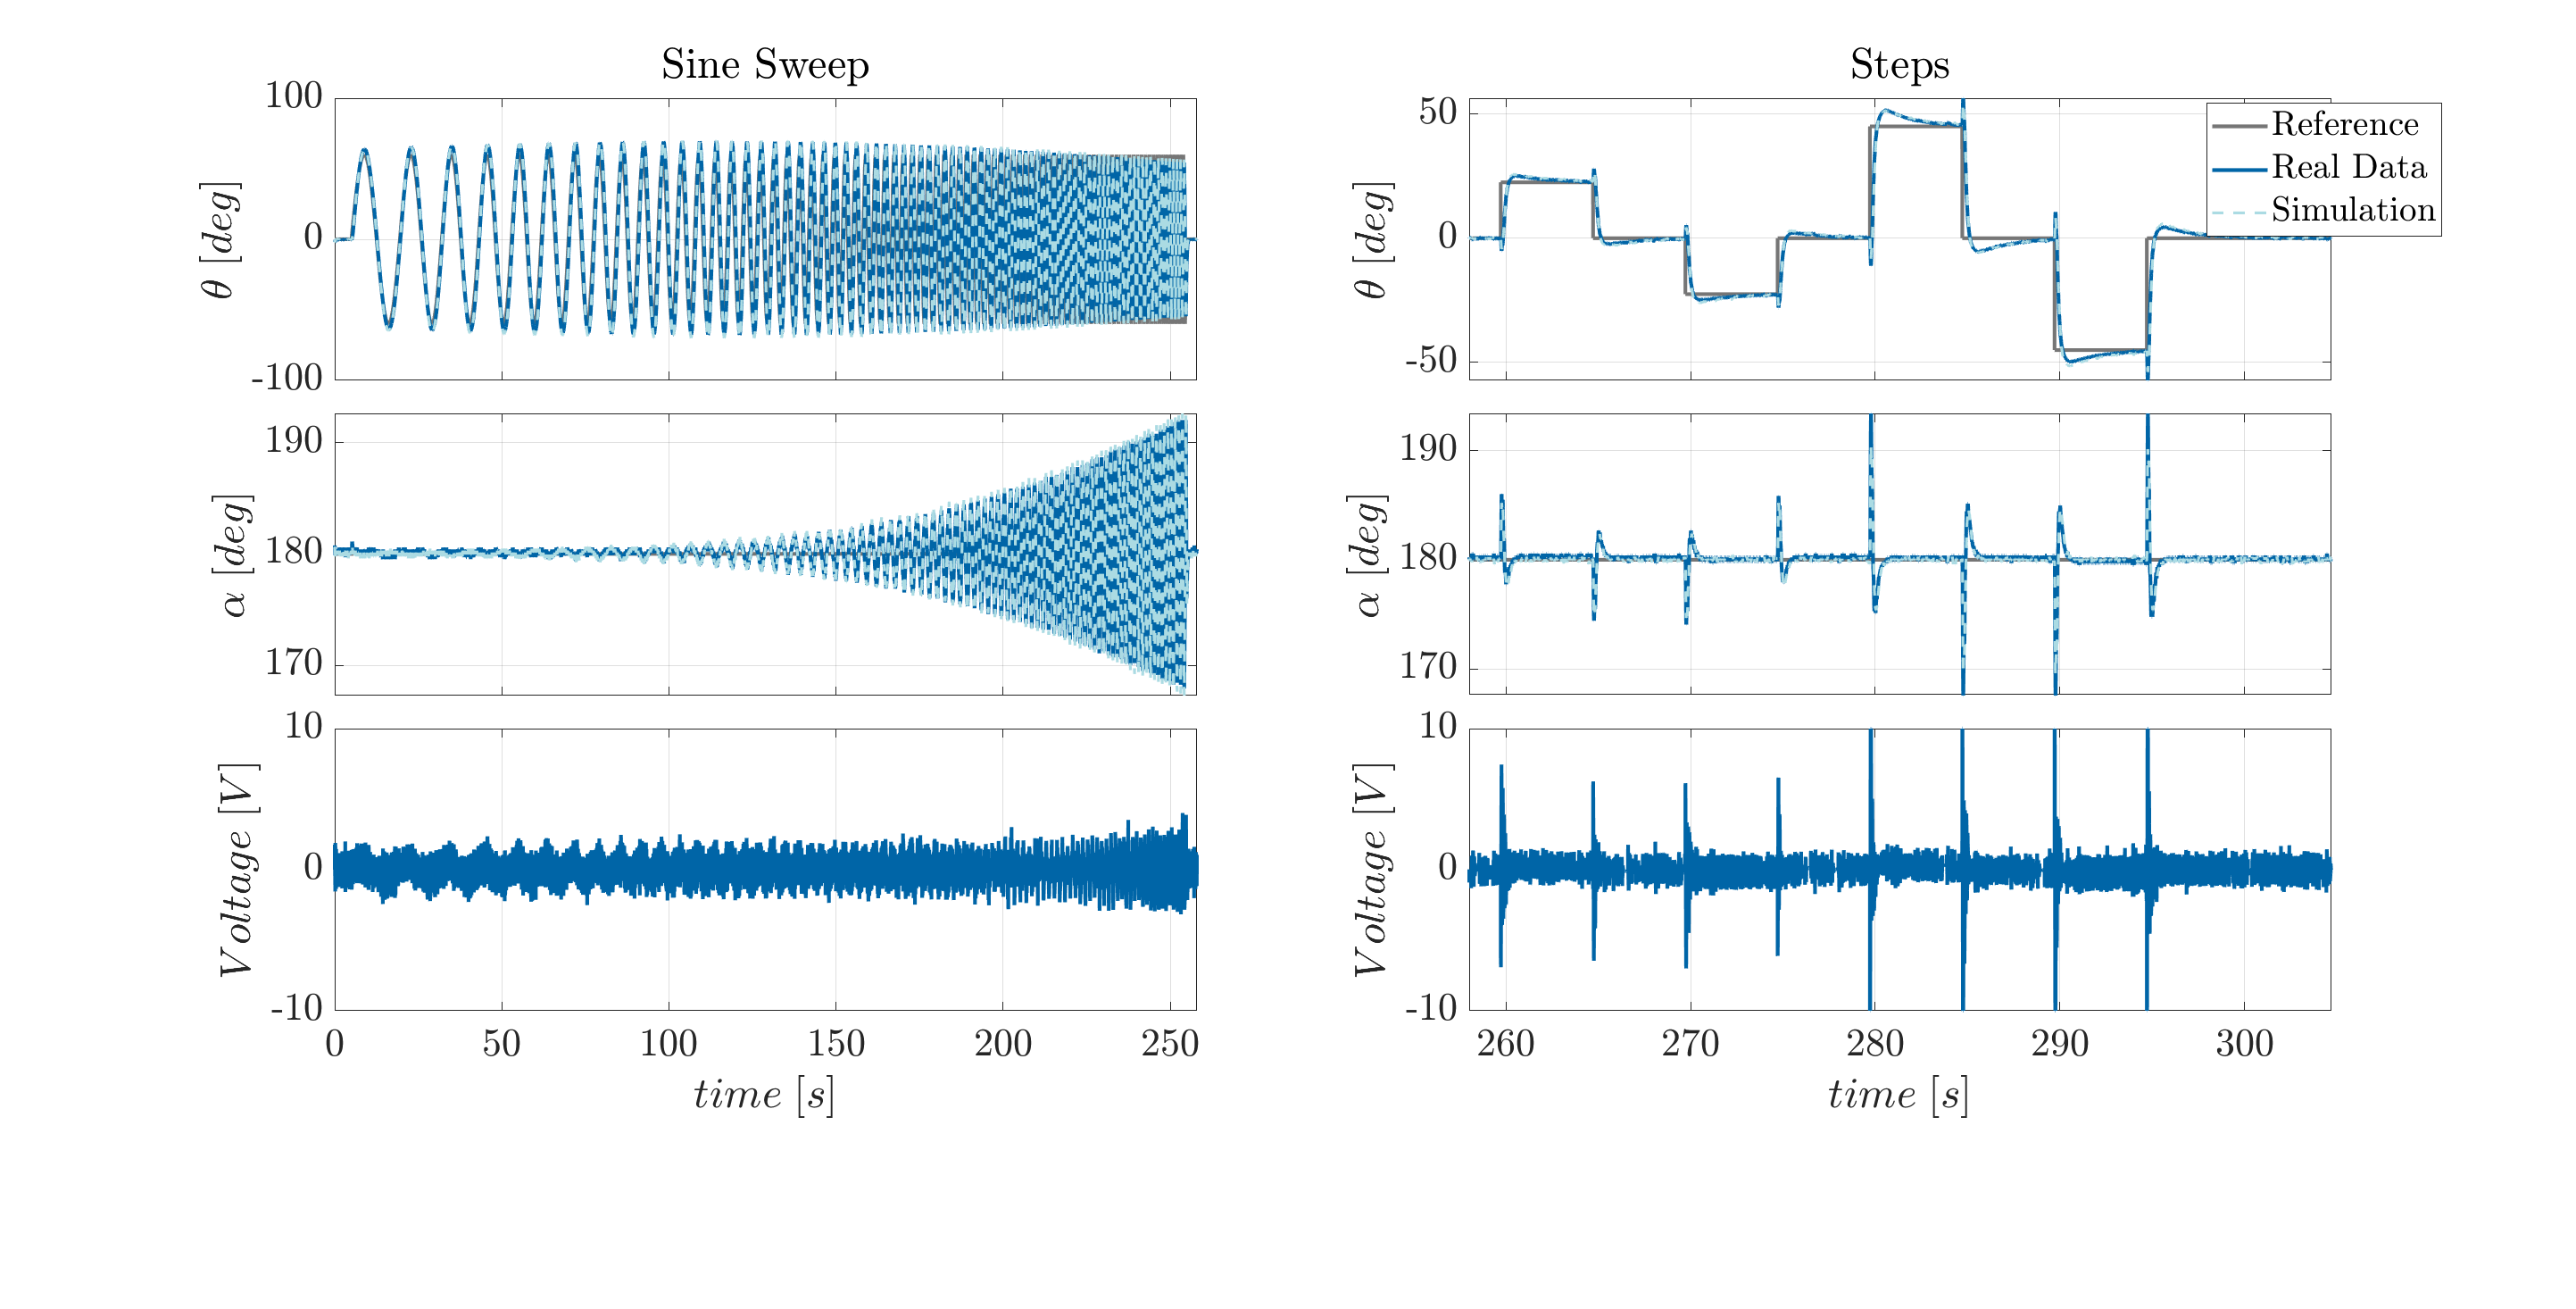 Sine Sweep
100
0
-100
θ [deg]
190
180
170
α [deg]
10
0
-10
Voltage [V]
0 50 100 150 200 250
time [s]
Steps
50
0
-50
θ [deg]
Reference
Real Data
Simulation
190
180
170
α [deg]
10
0
-10
Voltage [V]
260 270 280 290 300
time [s]